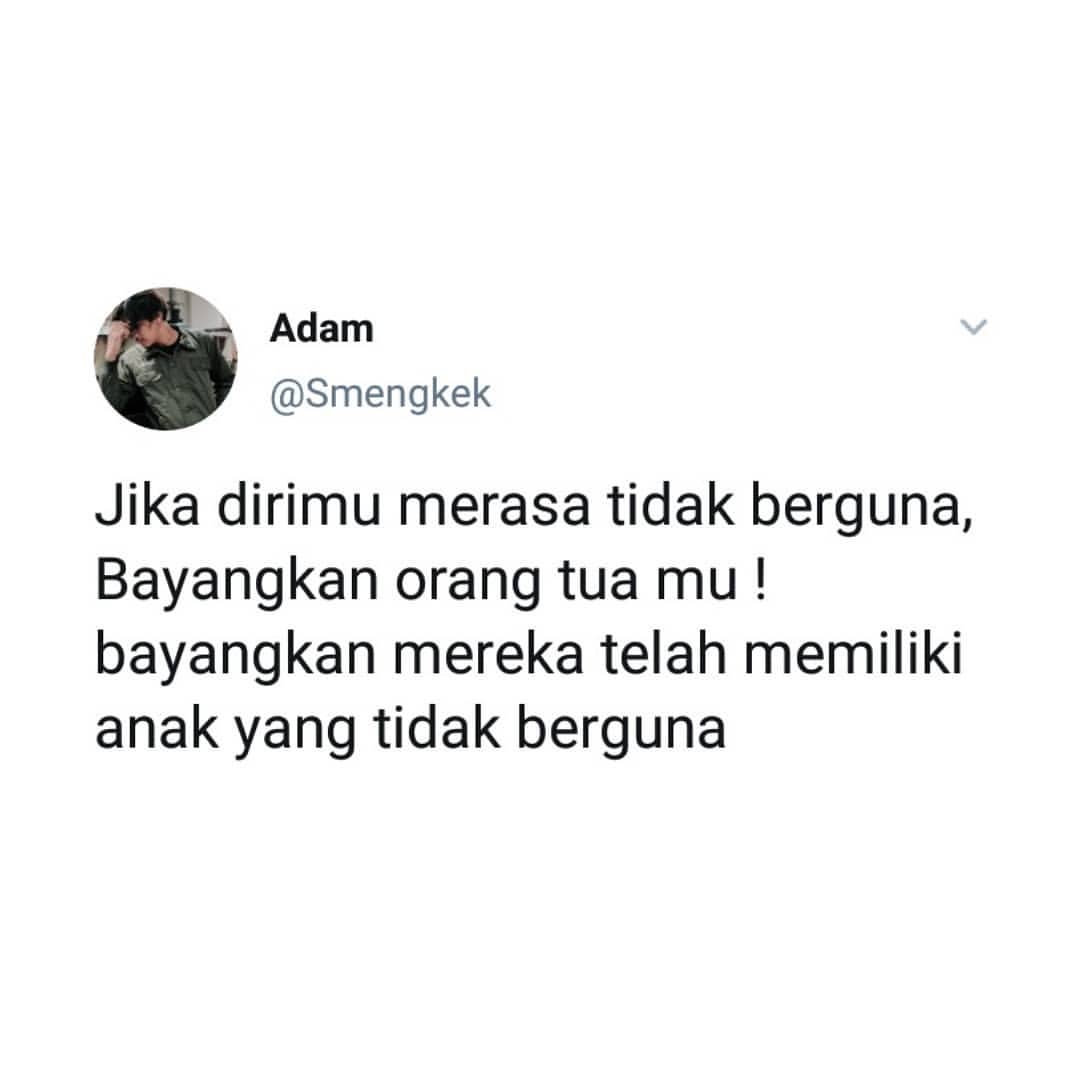 Adam
@Smengkek
Jika dirimu merasa tidak berguna,
Bayangkan orang tua mu !
bayangkan mereka telah memiliki
anak yang tidak berguna